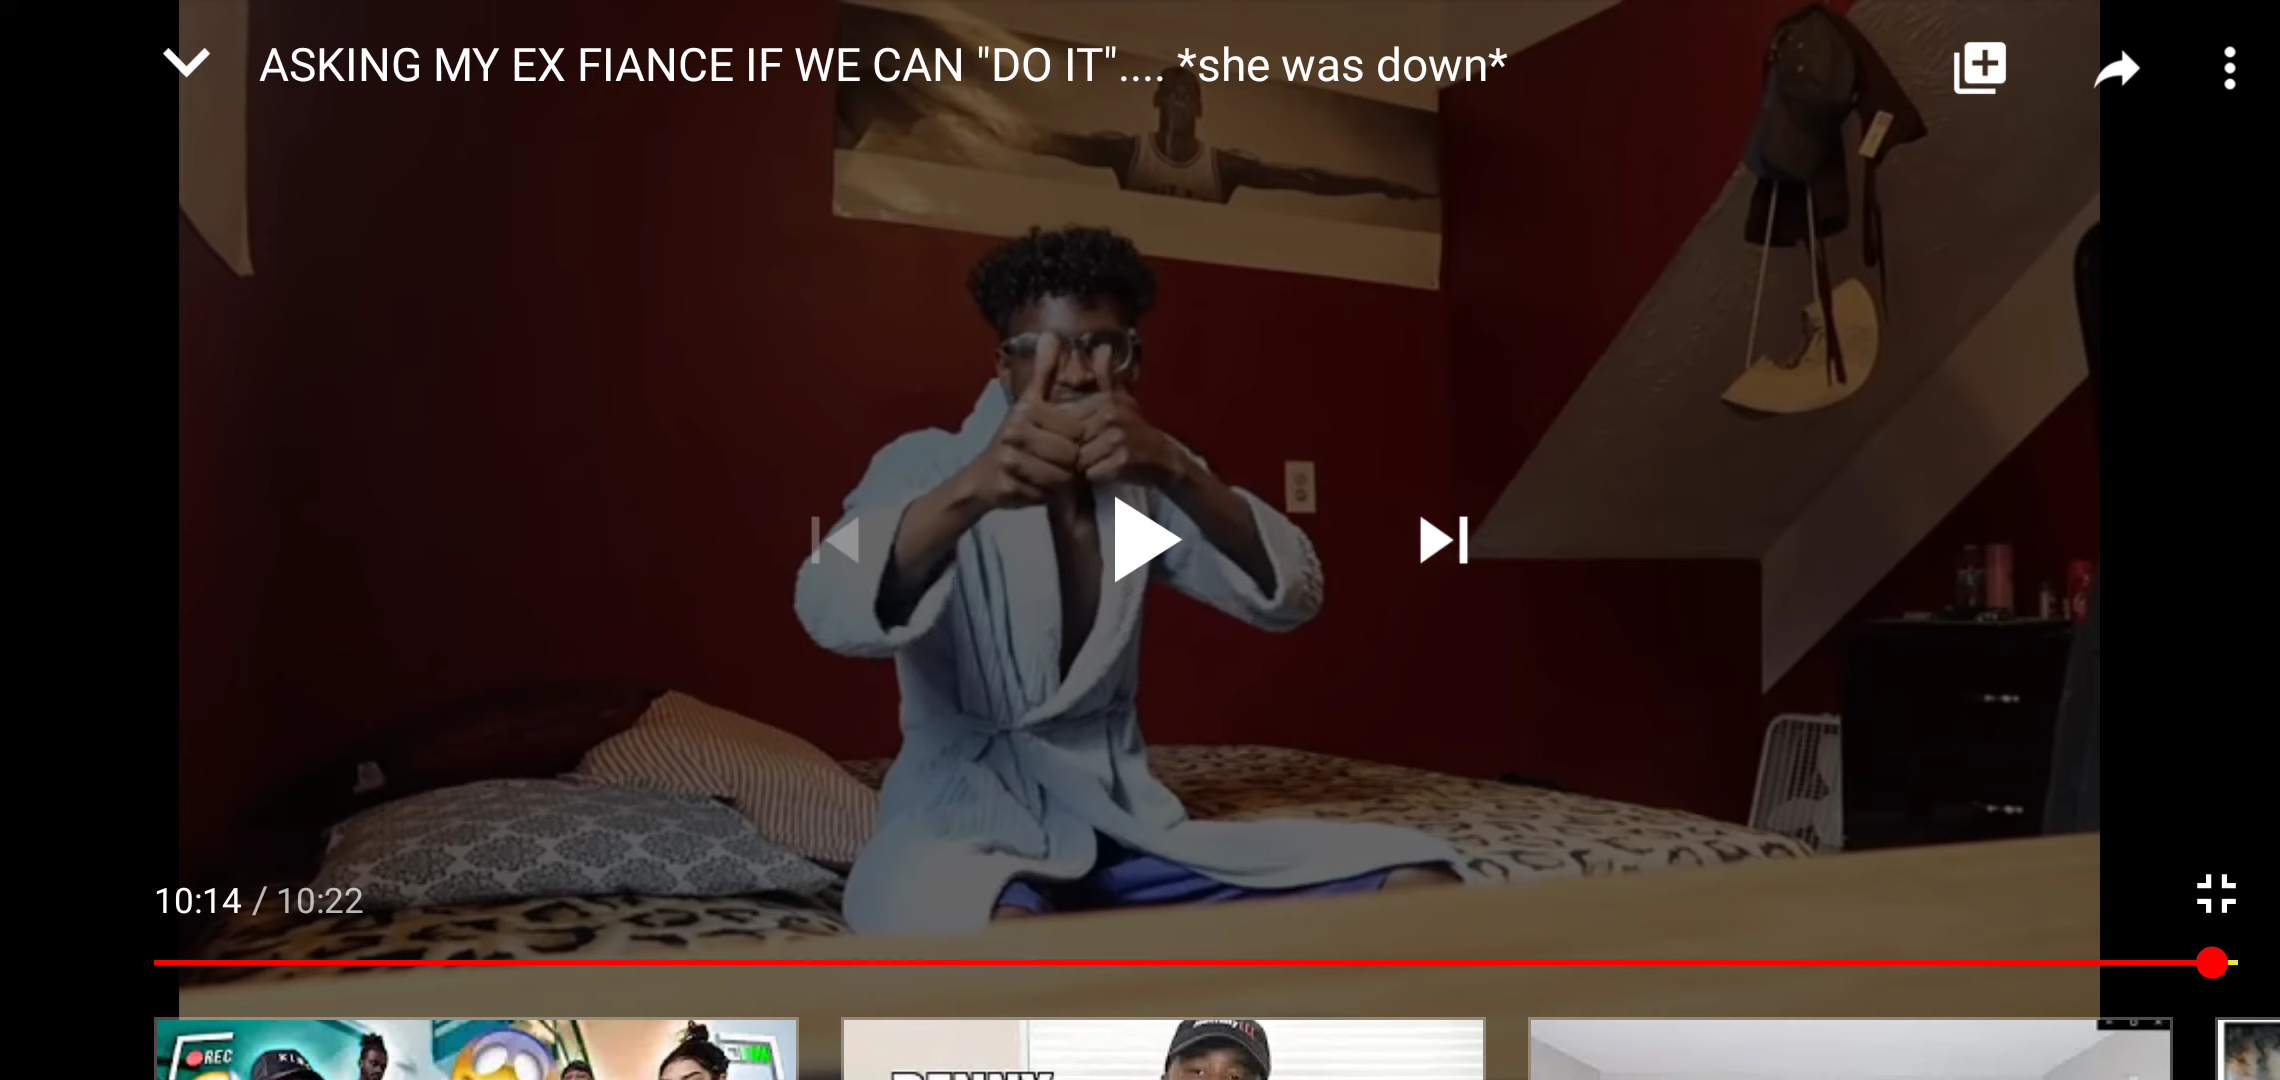 ASKING MY EX FIANCE IF WE CAN "DO IT".... *she was down*
10:14 / 10:22
REC